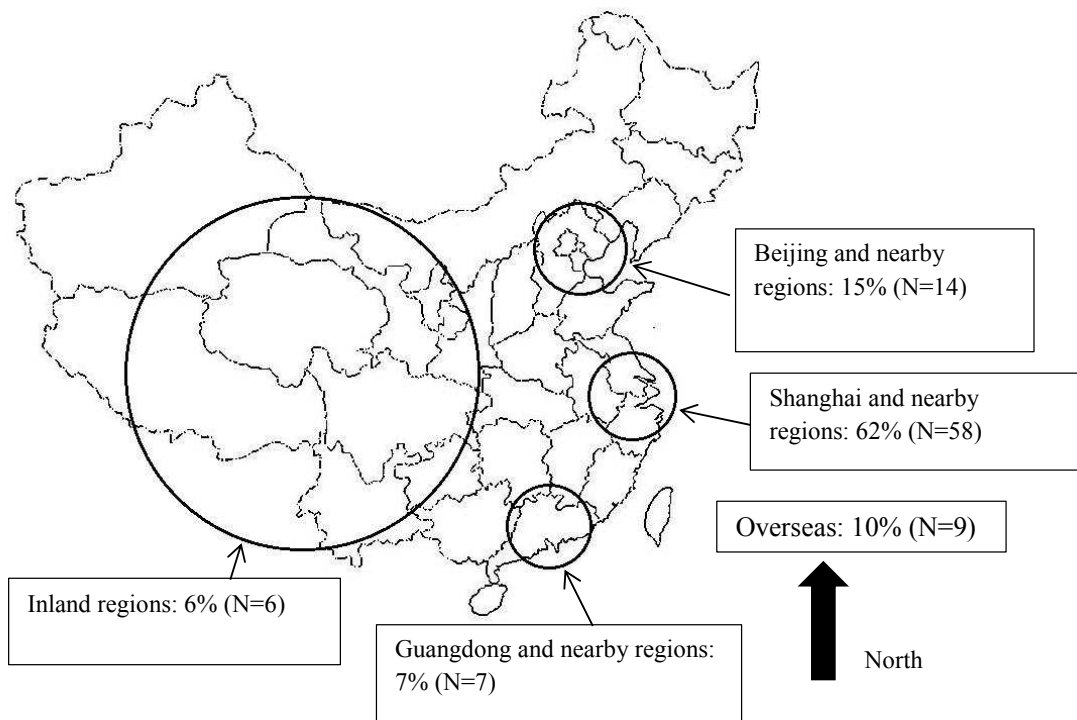 Beijing and nearby
regions: 15% (N=14)
Shanghai and nearby
regions: 62% (N=58)
Overseas: 10% (N=9)
Inland regions: 6% (N=6)
Guangdong and nearby regions:
7% (N=7)
North